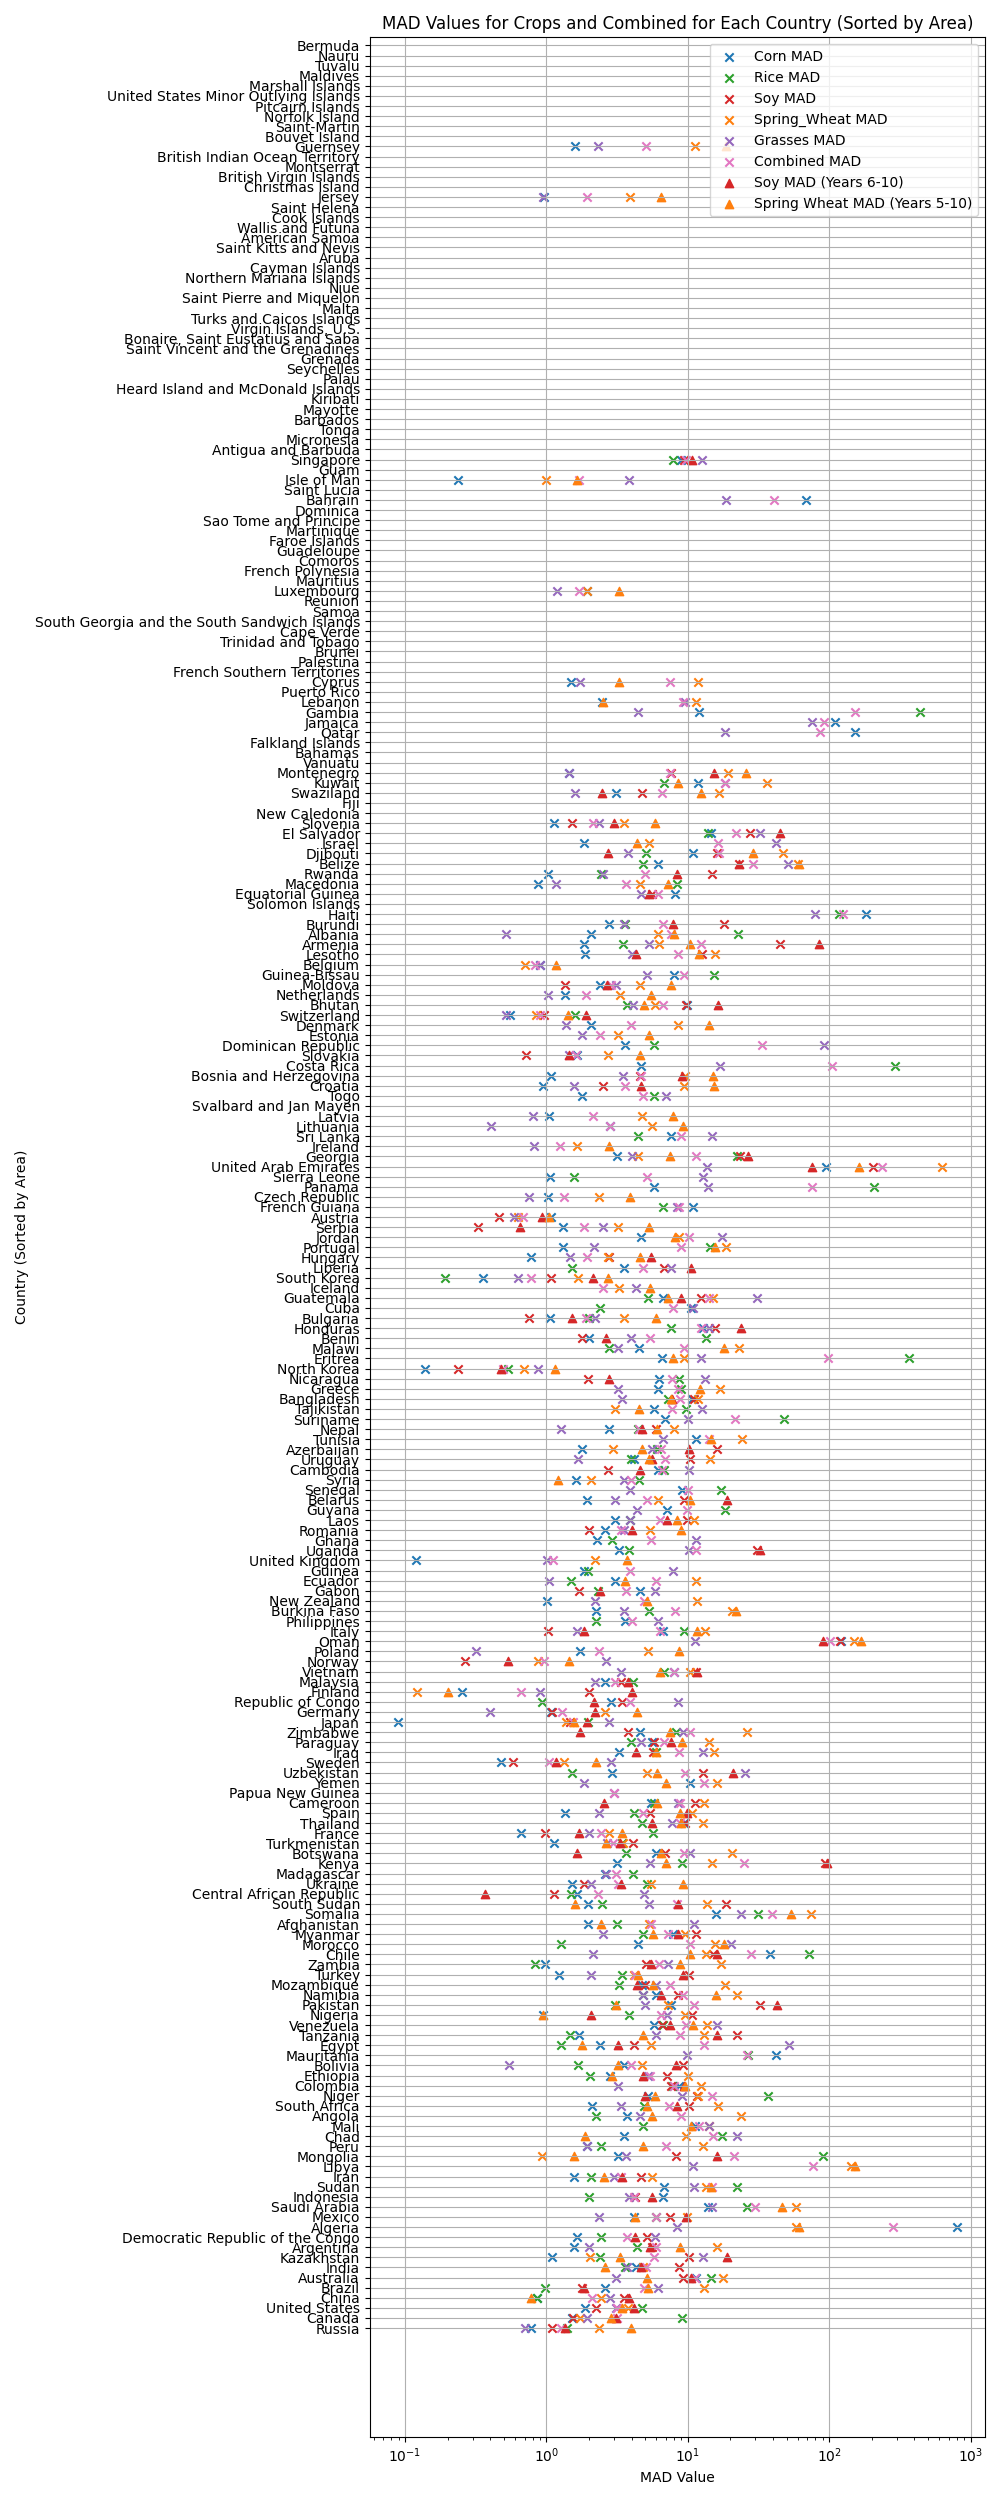 MAD Values for Crops and Combined for Each Country (Sorted by Area)
Corn MAD
Rice MAD
Soy MAD
Spring_Wheat MAD
Grasses MAD
Combined MAD
Soy MAD (Years 6-10)
Spring Wheat MAD (Years 5-10)
Country (Sorted by Area)
Bermuda
Nauru
Tuvalu
Maldives
Marshall Islands
United States Minor Outlying Islands
Pitcairn Islands
Norfolk Island
Saint-Martin
Bouvet Island
Guernsey
British Indian Ocean Territory
Montserrat
British Virgin Islands
Christmas Island
Jersey
Saint Helena
Cook Islands
Wallis and Futuna
American Samoa
Saint Kitts and Nevis
Aruba
Cayman Islands
Northern Mariana Islands
Niue
Saint Pierre and Miquelon
Malta
Turks and Caicos Islands
Virgin Islands, U.S.
Bonaire, Saint Eustatius and Saba
Saint Vincent and the Grenadines
Grenada
Seychelles
Palau
Heard Island and McDonald Islands
Kiribati
Mayotte
Barbados
Tonga
Micronesia
Antigua and Barbuda
Singapore
Guam
Isle of Man
Saint Lucia
Bahrain
Dominica
Sao Tome and Principe
Martinique
Faroe Islands
Guadeloupe
Comoros
French Polynesia
Mauritius
Luxembourg
Reunion
Samoa
South Georgia and the South Sandwich Islands
Cape Verde
Trinidad and Tobago
Brunei
Palestina
French Southern Territories
Cyprus
Puerto Rico
Lebanon
Gambia
Jamaica
Qatar
Falkland Islands
Bahamas
Vanuatu
Montenegro
Kuwait
Swaziland
Fiji
New Caledonia
Slovenia
El Salvador
Israel
Djibouti
Belize
Rwanda
Macedonia
Equatorial Guinea
Solomon Islands
Haiti
Burundi
Albania
Armenia
Lesotho
Belgium
Guinea-Bissau
Moldova
Netherlands
Bhutan
Switzerland
Denmark
Estonia
Dominican Republic
Slovakia
Costa Rica
Bosnia and Herzegovina
Croatia
Togo
Svalbard and Jan Mayen
Latvia
Lithuania
Sri Lanka
Ireland
Georgia
United Arab Emirates
Sierra Leone
Panama
Czech Republic
French Guiana
Austria
Serbia
Jordan
Portugal
Hungary
Liberia
South Korea
Iceland
Guatemala
Cuba
Bulgaria
Honduras
Benin
Malawi
Eritrea
North Korea
Nicaragua
Greece
Bangladesh
Tajikistan
Suriname
Nepal
Tunisia
Azerbaijan
Uruguay
Cambodia
Syria
Senegal
Belarus
Guyana
Laos
Romania
Ghana
Uganda
United Kingdom
Guinea
Ecuador
Gabon
New Zealand
Burkina Faso
Philippines
Italy
Oman
Poland
Norway
Vietnam
Malaysia
Finland
Republic of Congo
Germany
Japan
Zimbabwe
Paraguay
Iraq
Sweden
Uzbekistan
Yemen
Papua New Guinea
Cameroon
Spain
Thailand
France
Turkmenistan
Botswana
Kenya
Madagascar
Ukraine
Central African Republic
South Sudan
Somalia
Afghanistan
Myanmar
Morocco
Chile
Zambia
Turkey
Mozambique
Namibia
Pakistan
Nigeria
Venezuela
Tanzania
Egypt
Mauritania
Bolivia
Ethiopia
Colombia
Niger
South Africa
Angola
Mali
Chad
Peru
Mongolia
Libya
Iran
Sudan
Indonesia
Saudi Arabia
Mexico
Algeria
Democratic Republic of the Congo
Argentina
Kazakhstan
India
Australia
Brazil
China
United States
Canada
Russia
10⁻¹ 10⁰ 10¹ 10² 10³
MAD Value